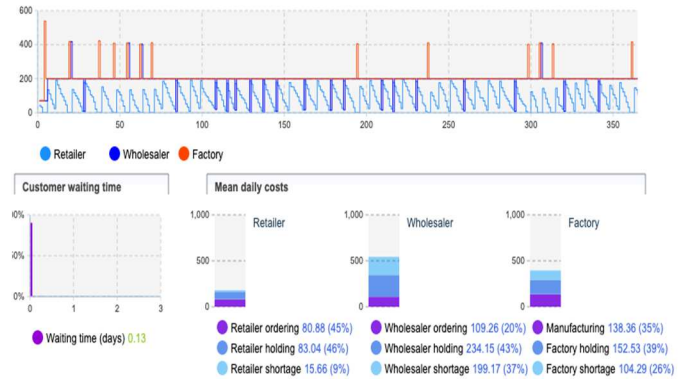 600
400
200
0
0 50 100 150 200 250 300 350
Retailer Wholesaler Factory
Customer waiting time
Mean daily costs
0%
0%
0%
0 1 2 3
Waiting time (days) 0.13
1,000
500
0
Retailer
Retailer ordering 80.88 (45%)
Retailer holding 83.04 (46%)
Retailer shortage 15.66 (9%)
1,000
500
0
Wholesaler
Wholesaler ordering 109.26 (20%)
Wholesaler holding 234.15 (43%)
Wholesaler shortage 199.17 (37%)
1,000
500
0
Factory
Manufacturing 138.36 (35%)
Factory holding 152.53 (39%)
Factory shortage 104.29 (26%)